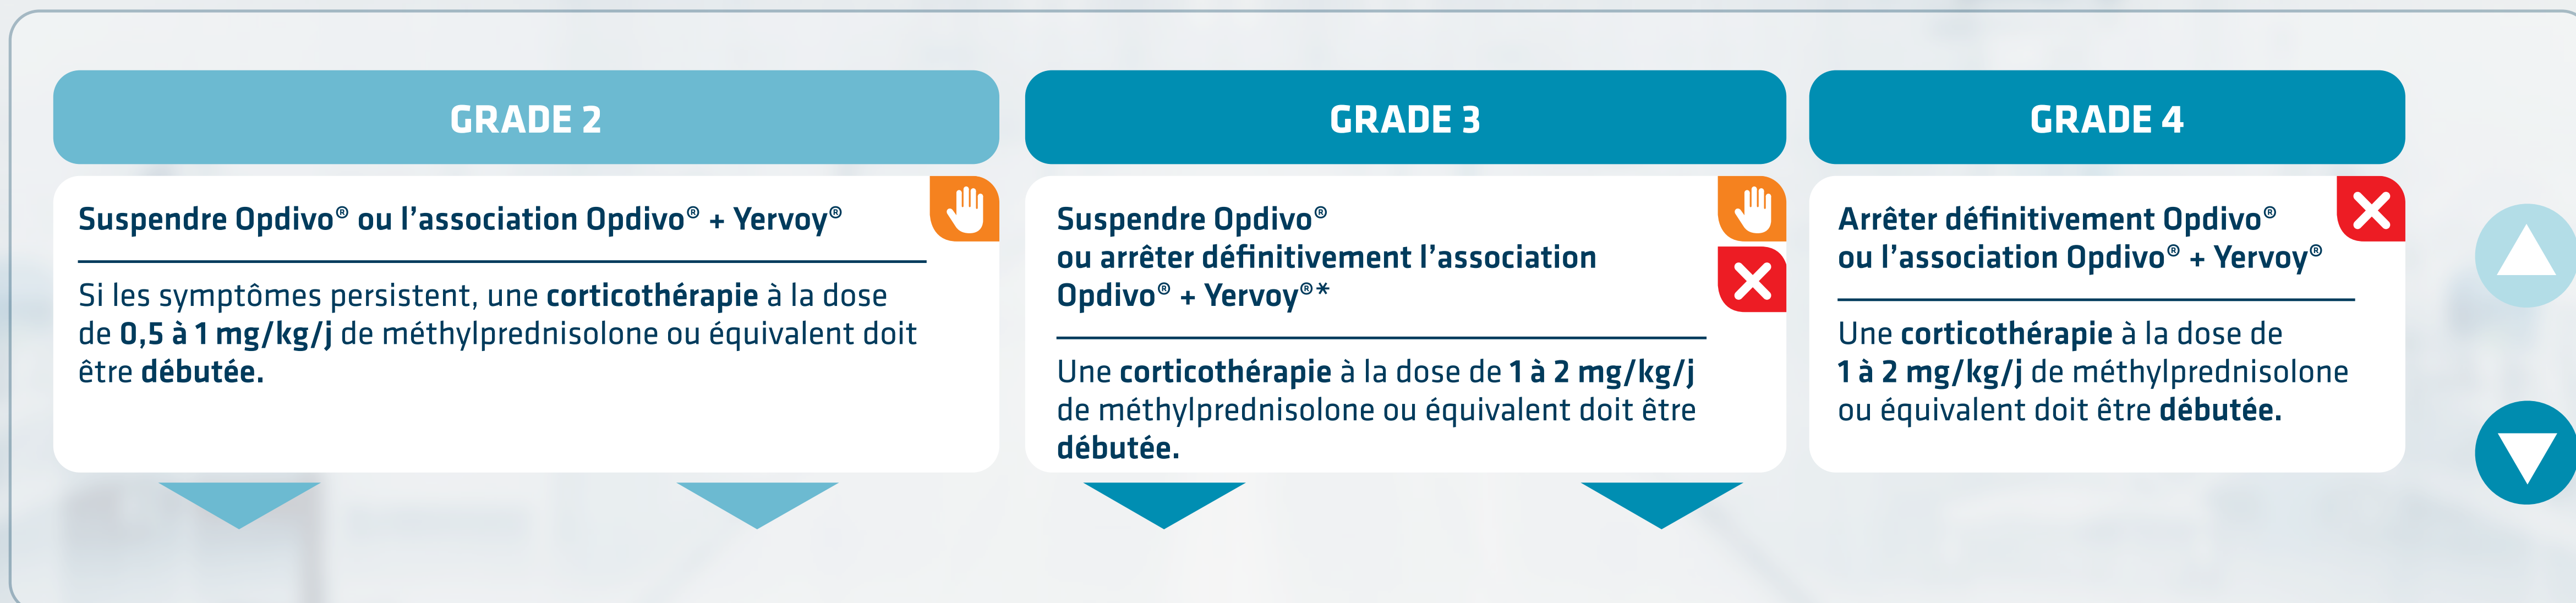 GRADE 2
Suspendre Opdivo® ou l’association Opdivo® + Yervoy®
Si les symptômes persistent, une corticothérapie à la dose
de 0,5 à 1 mg/kg/j de méthylprednisolone ou équivalent doit
être débutée.
GRADE 3
Suspendre Opdivo®
ou arrêter définitivement l’association
Opdivo® + Yervoy®*
Une corticothérapie à la dose de 1 à 2 mg/kg/j
de méthylprednisolone ou équivalent doit être
débutée.
GRADE 4
Arrêter définitivement Opdivo®
ou l’association Opdivo® + Yervoy®
Une corticothérapie à la dose de
1 à 2 mg/kg/j de méthylprednisolone
ou équivalent doit être débutée.